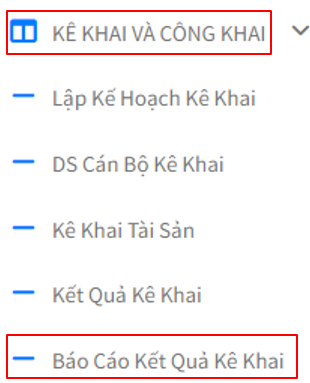 KÊ KHAI VÀ CÔNG KHAI
Lập Kế Hoạch Kê Khai
DS Cán Bộ Kê Khai
Kê Khai Tài Sản
Kết Quả Kê Khai
Báo Cáo Kết Quả Kê Khai